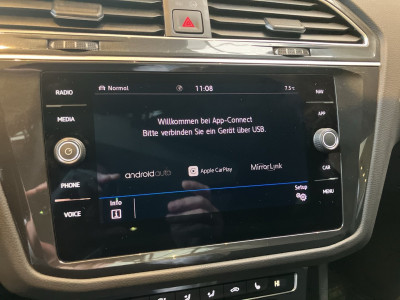 RADIO
MEDIA
PHONE
VOICE
Normal 11:08 7.5°C
Willkommen bei App-Connect
Bitte verbinden Sie ein Gerät über USB.
androidauto Apple CarPlay MirrorLink
Info Setup
NAV
APP
CAR
MENU